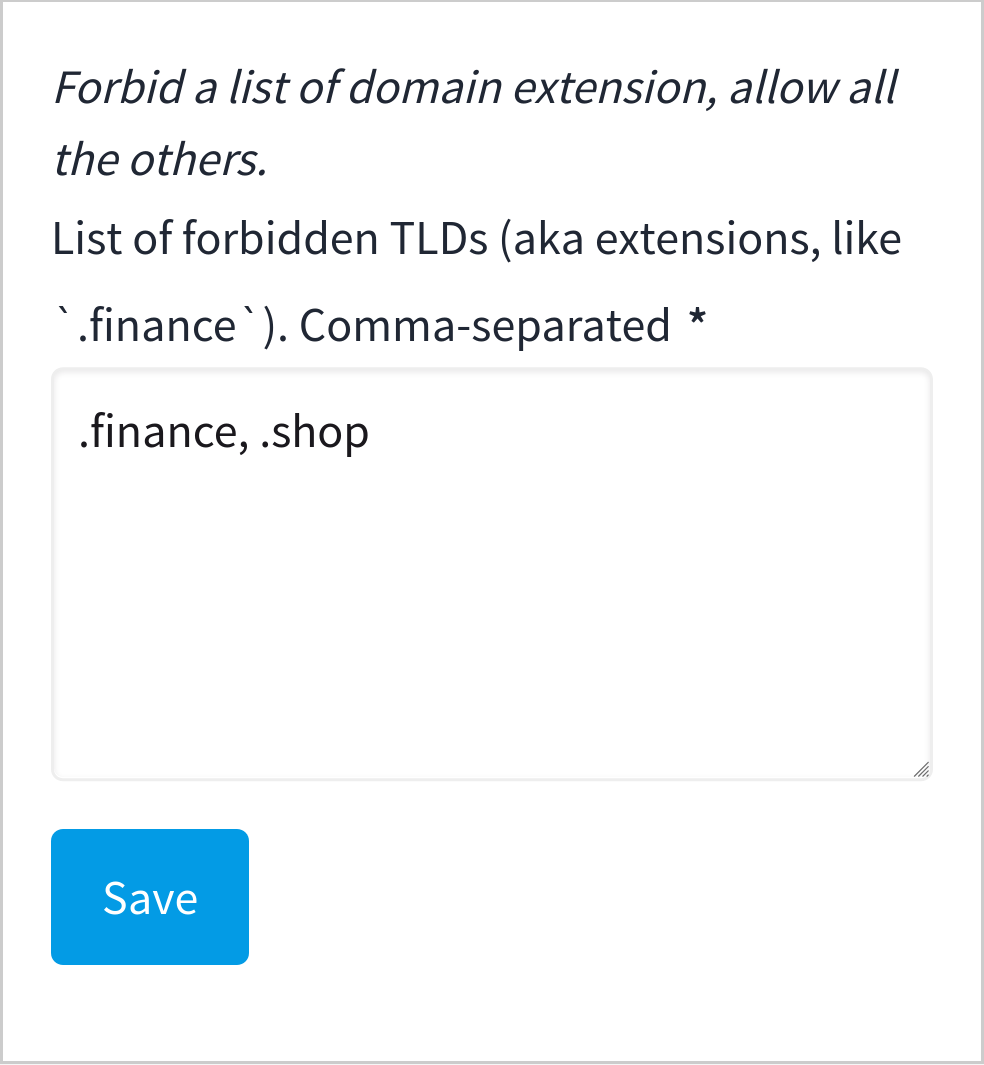 Forbid a list of domain extension, allow all
the others.
List of forbidden TLDs (aka extensions, like
`.finance`). Comma-separated *
.finance, .shop
Save